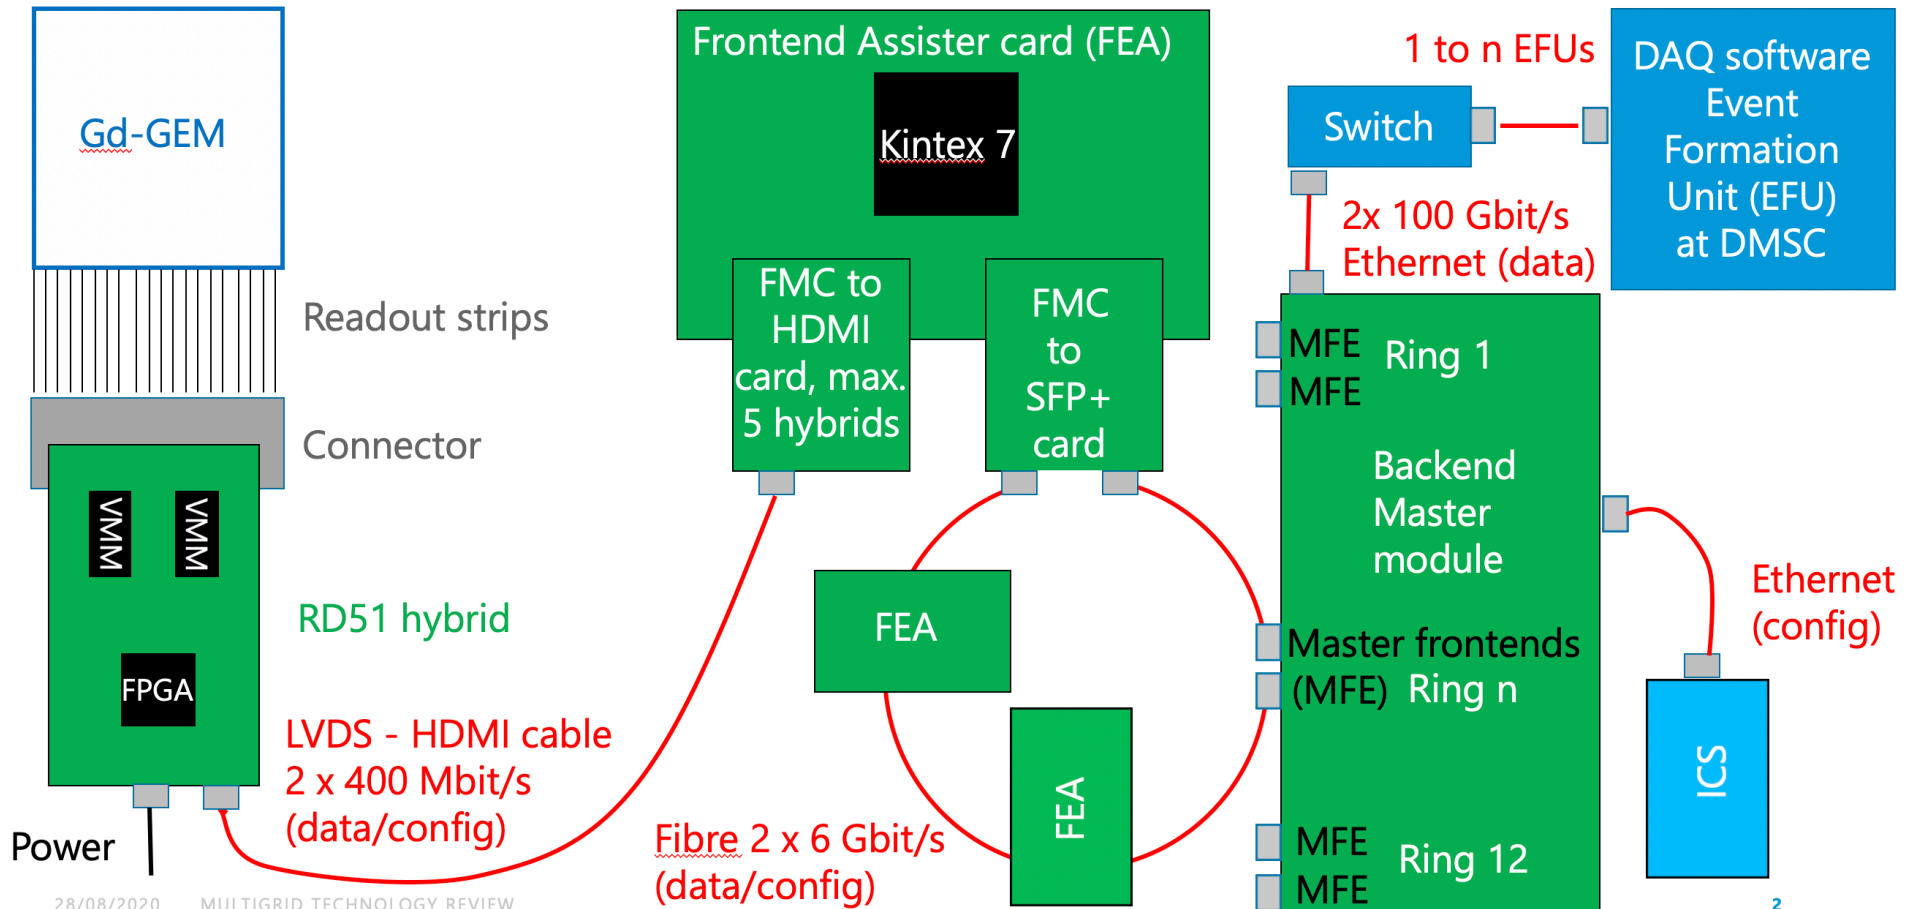 Gd-GEM
Readout strips
Connector
VMM
VMM
RD51 hybrid
FPGA
LVDS - HDMI cable
2 x 400 Mbit/s
(data/config)
Power
28/08/2020
MULTIGRID TECHNOLOGY REVIEW
Frontend Assister card (FEA)
Kintex 7
FMC to
HDMI
card, max.
5 hybrids
FMC
to
SFP+
card
FEA
FEA
Fibre 2 x 6 Gbit/s
(data/config)
1 to n EFUs
Switch
2x 100 Gbit/s
Ethernet (data)
DAQ software
Event
Formation
Unit (EFU)
at DMSC
MFE
Ring 1
MFE
Backend
Master
module
Master frontends
(MFE) Ring n
MFE
Ring 12
MFE
Ethernet
(config)
ICS
2